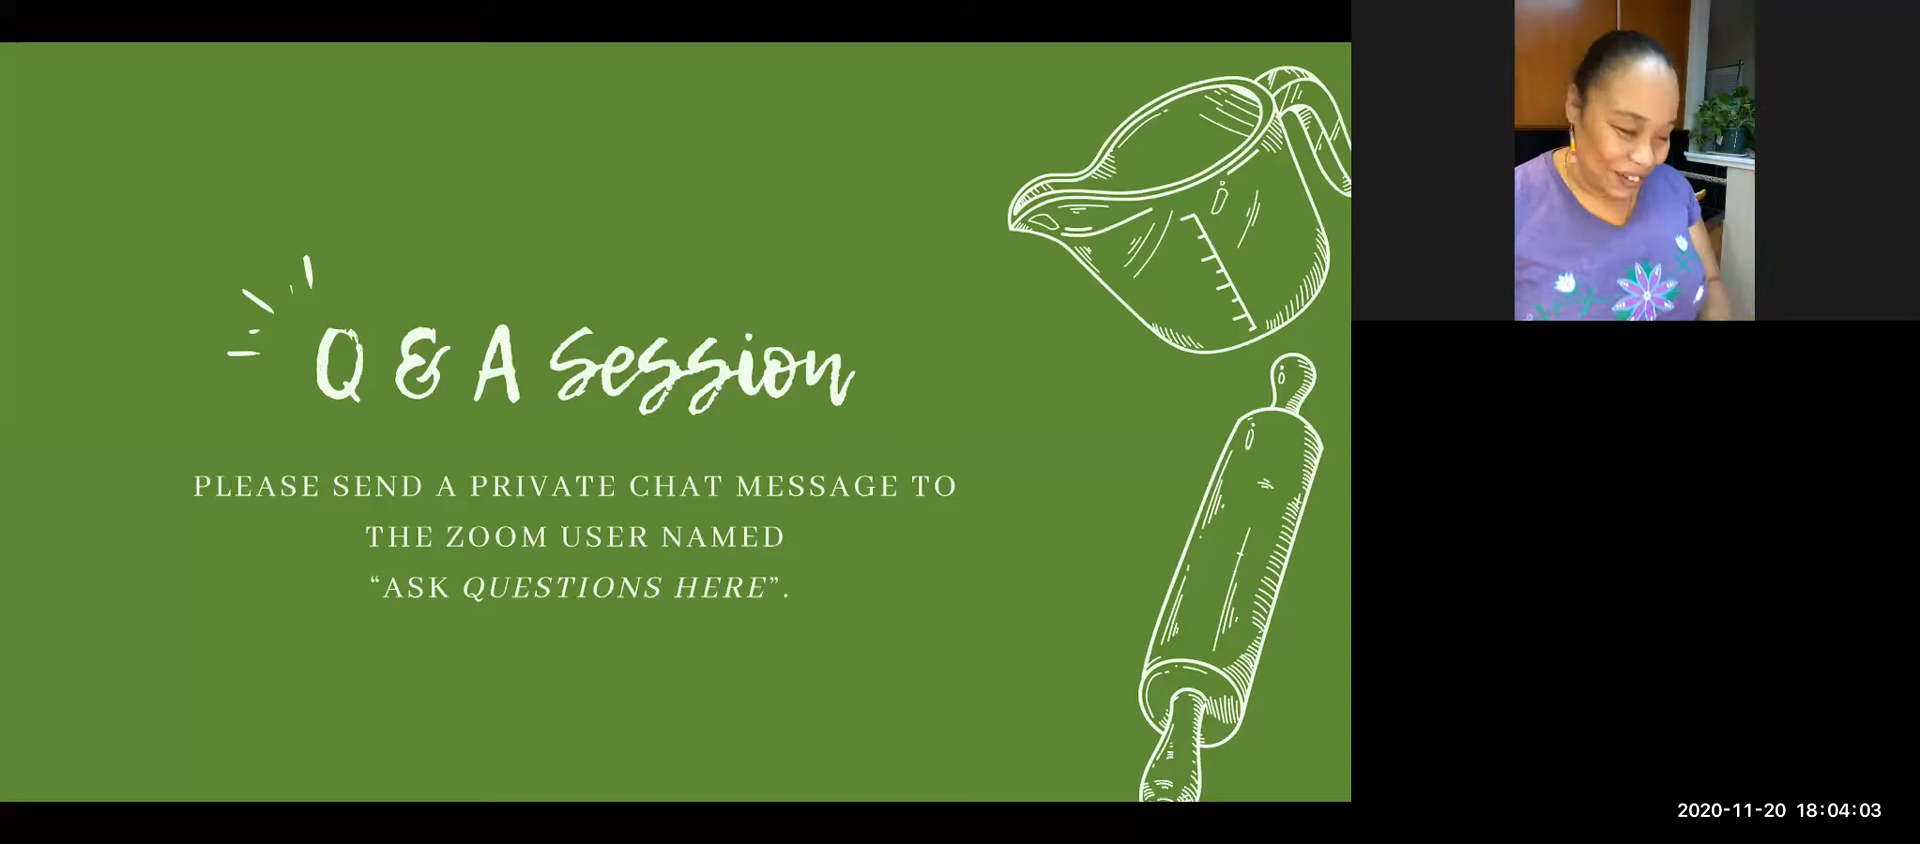 Q & A Session
PLEASE SEND A PRIVATE CHAT MESSAGE TO
THE ZOOM USER NAMED
“ASK QUESTIONS HERE”.
2020-11-20 18:04:03